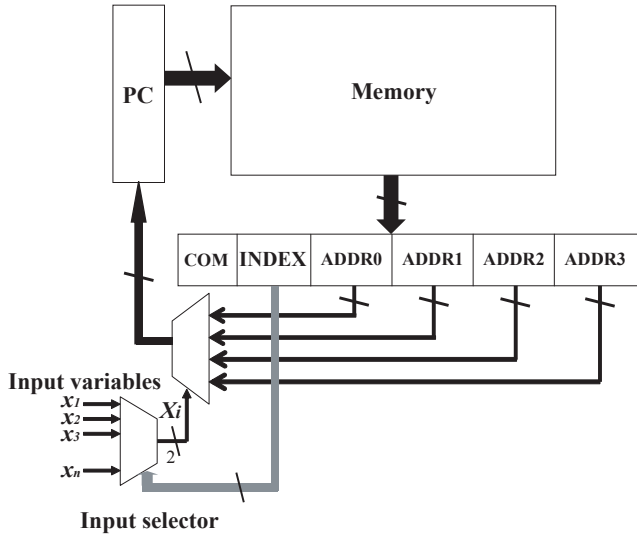 PC
Memory
COM INDEX ADDR0 ADDR1 ADDR2 ADDR3
Input variables
x1
x2
x3
xn
Xi
2
Input selector